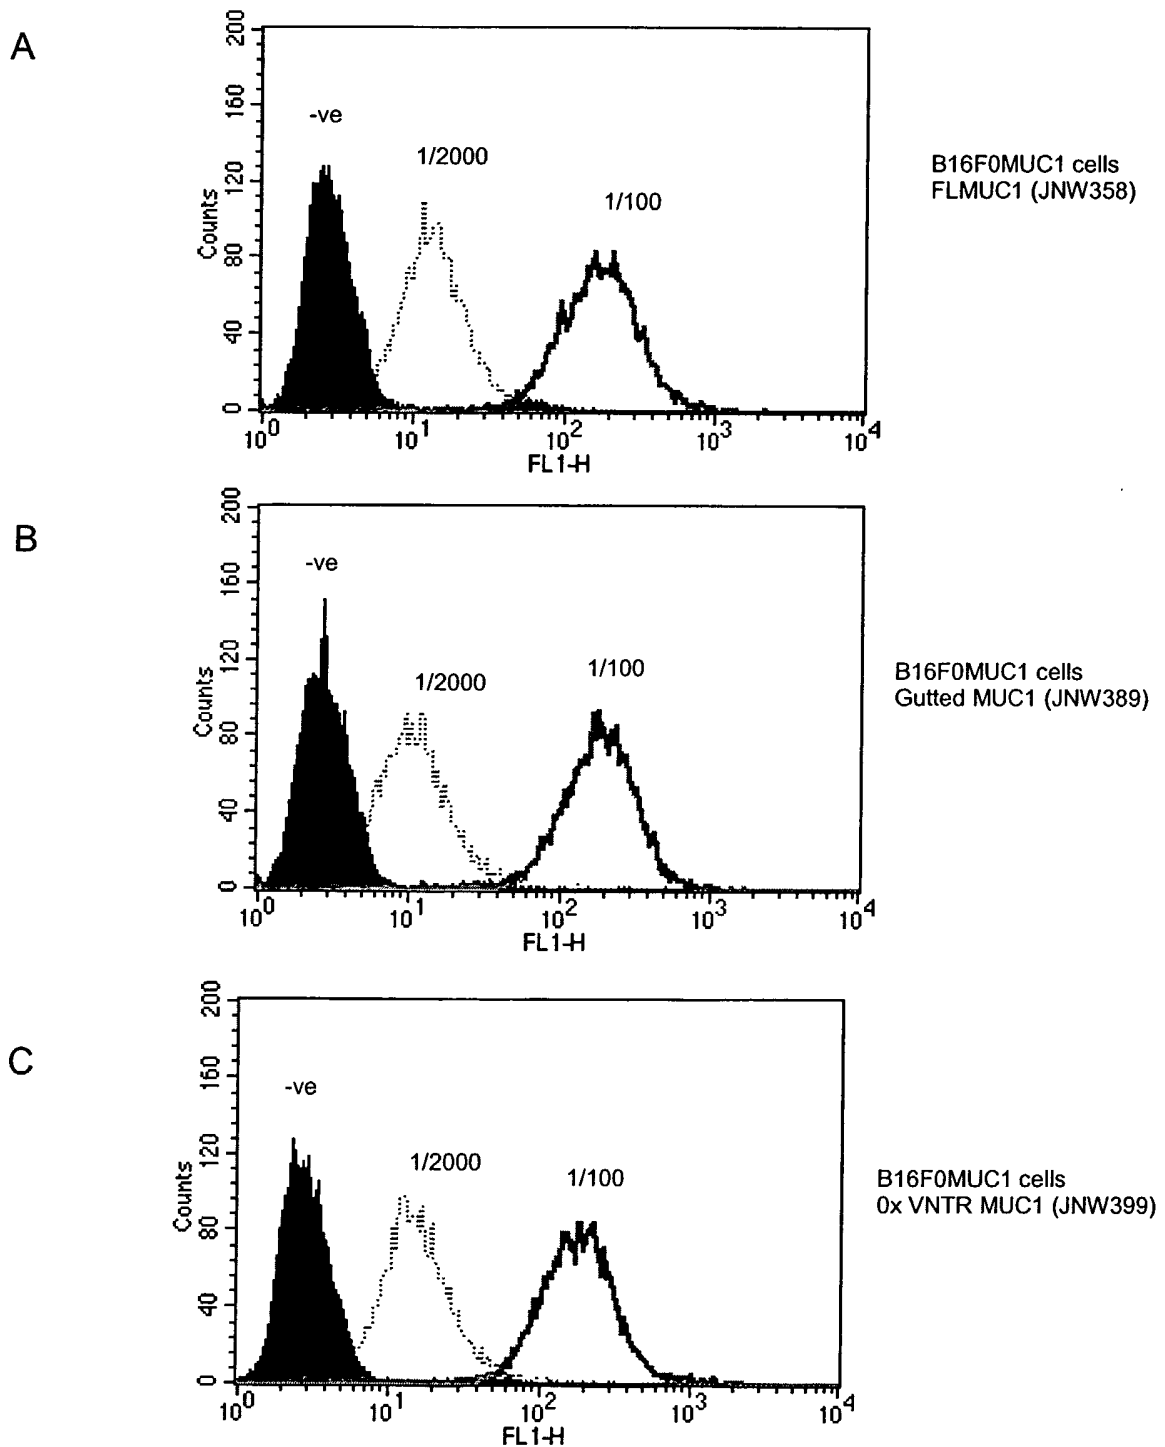 A
200
160
120
80
40
0
Counts
-ve
1/2000
1/100
10^0 10^1 10^2 10^3 10^4
FL1-H
B16F0MUC1 cells
FLMUC1 (JNW358)
B
200
160
120
80
40
0
Counts
-ve
1/2000
1/100
10^0 10^1 10^2 10^3 10^4
FL1-H
B16F0MUC1 cells
Gutted MUC1 (JNW389)
C
200
160
120
80
40
0
Counts
-ve
1/2000
1/100
10^0 10^1 10^2 10^3 10^4
FL1-H
B16F0MUC1 cells
0x VNTR MUC1 (JNW399)